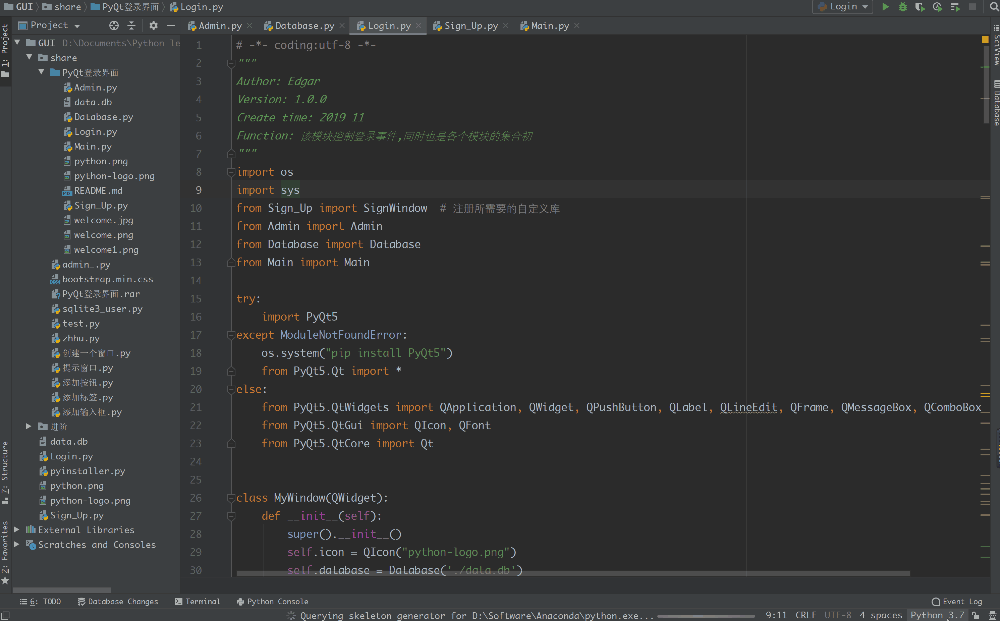 GUI share PyQt登录界面 Login.py Login
Project Admin.py Database.py Login.py Sign_Up.py Main.py
1: Project
GUI D:\Documents\Python Te
share
PyQt登录界面
Admin.py
data.db
Database.py
Login.py
Main.py
python.png
python-logo.png
README.md
Sign_Up.py
welcome.jpg
welcome.png
welcome1.png
admin_.py
bootstrap.min.css
PyQt登录界面.rar
sqlite3_user.py
test.py
zhhu.py
创建一个窗口.py
提示窗口.py
添加按钮.py
添加标签.py
添加输入框.py
进阶
data.db
Login.py
pyinstaller.py
python.png
python-logo.png
Sign_Up.py
External Libraries
Scratches and Consoles
Z: Structure
2: Favorites
1 # -*- coding:utf-8 -*-
2 """
3 Author: Edgar
4 Version: 1.0.0
5 Create time: 2019 11
6 Function: 该模块控制登录事件,同时也是各个模块的集合初
7 """
8 import os
9 import sys
10 from Sign_Up import SignWindow # 注册所需要的自定义库
11 from Admin import Admin
12 from Database import Database
13 from Main import Main
14
15 try:
16 import PyQt5
17 except ModuleNotFoundError:
18 os.system("pip install PyQt5")
19 from PyQt5.Qt import *
20 else:
21 from PyQt5.QtWidgets import QApplication, QWidget, QPushButton, QLabel, QLineEdit, QFrame, QMessageBox, QComboBox
22 from PyQt5.QtGui import QIcon, QFont
23 from PyQt5.QtCore import Qt
24
25
26 class MyWindow(QWidget):
27 def __init__(self):
28 super().__init__()
29 self.icon = QIcon("python-logo.png")
30 self.database = Database('./data.db')
SciView
Database
6: TODO Database Changes Terminal Python Console Event Log
Querying skeleton generator for D:\Software\Anaconda\python.exe... 9:11 CRLF UTF-8 4 spaces Python 3.7